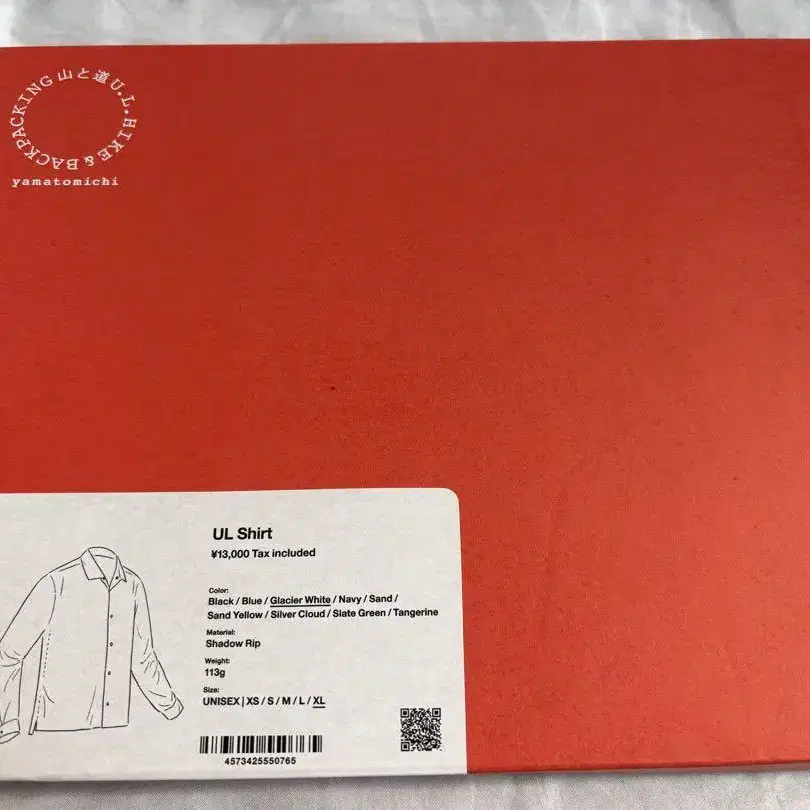 山と道 U.L. HIKE & BACKPACKING
yamatomichi
UL Shirt
¥13,000 Tax included
Color:
Black / Blue / Glacier White / Navy / Sand /
Sand Yellow / Silver Cloud / Slate Green / Tangerine
Material:
Shadow Rip
Weight:
113g
Size:
UNISEX | XS / S / M / L / XL
4573425550765